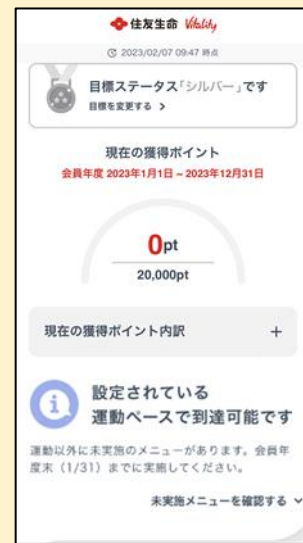 住友生命 Vitality
2023/02/07 09:47 時点
目標ステータス「シルバー」です
目標を変更する >
現在の獲得ポイント
会員年度 2023年1月1日 ~ 2023年12月31日
0pt
20,000pt
現在の獲得ポイント内訳 +
設定されている
運動ペースで到達可能です
運動以外に未実施のメニューがあります。会員年
度末（1/31）までに実施してください。
未実施メニューを確認する